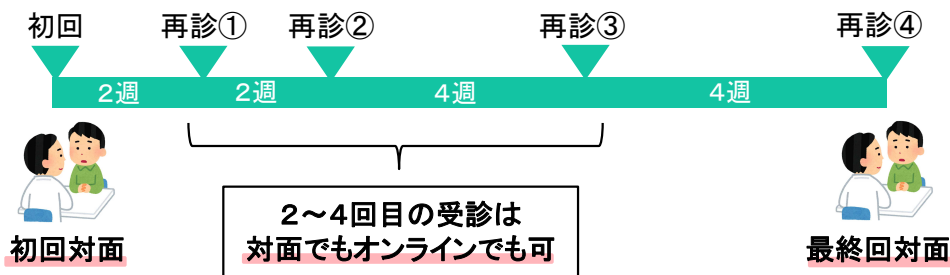 初回 再診① 再診② 再診③ 再診④
2週 2週 4週 4週
2～4回目の受診は
対面でもオンラインでも可
初回対面 最終回対面